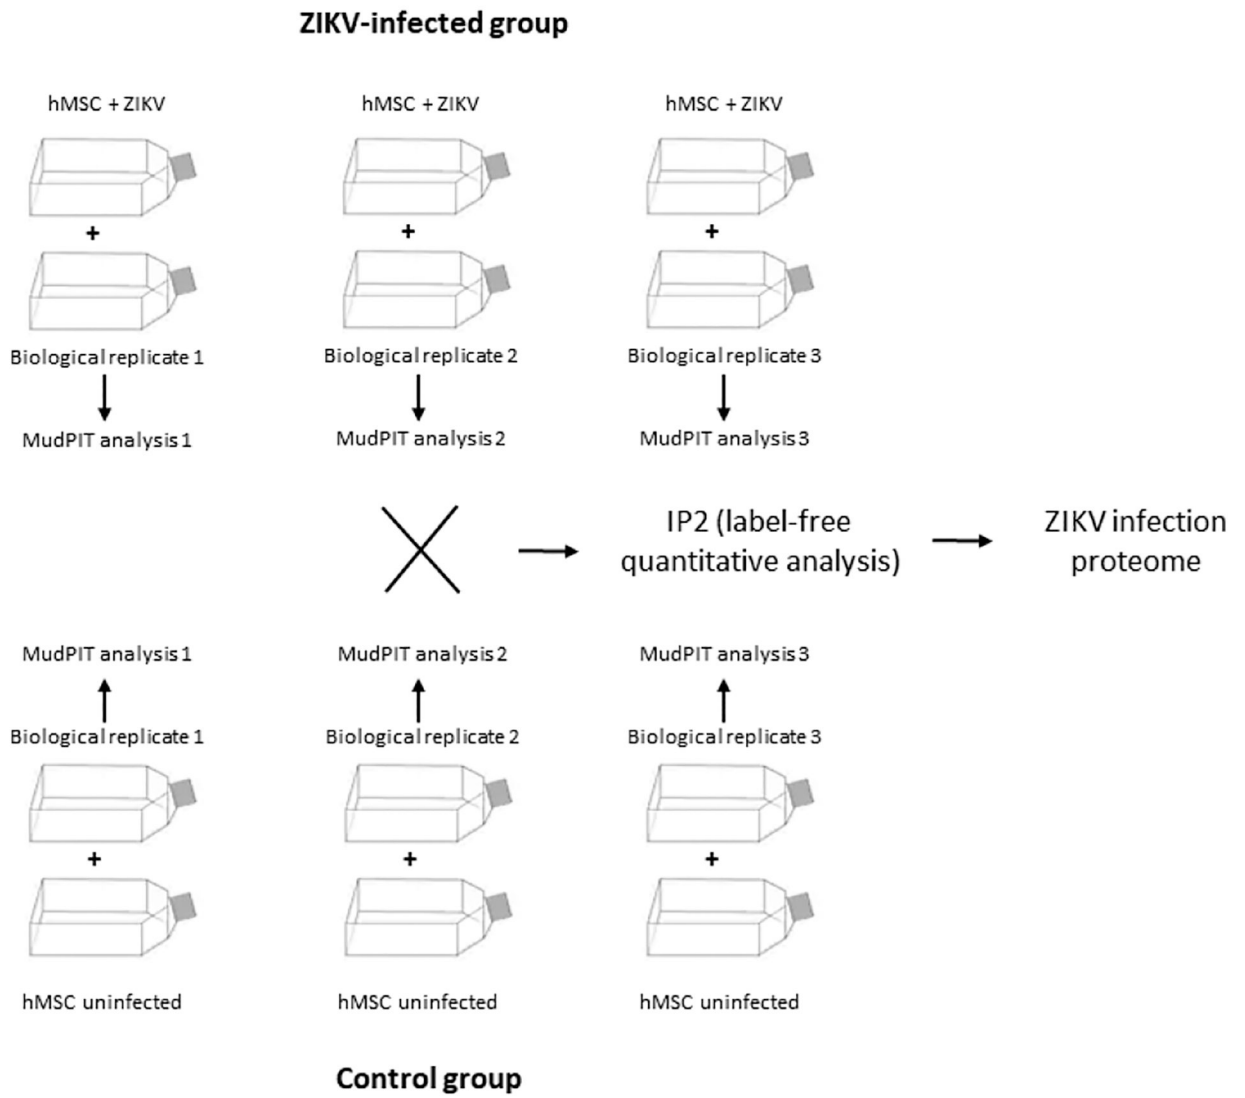 ZIKV-infected group
hMSC + ZIKV
hMSC + ZIKV
hMSC + ZIKV
+
+
+
Biological replicate 1
Biological replicate 2
Biological replicate 3
MudPIT analysis 1
MudPIT analysis 2
MudPIT analysis 3
IP2 (label-free
quantitative analysis)
ZIKV infection
proteome
MudPIT analysis 1
MudPIT analysis 2
MudPIT analysis 3
Biological replicate 1
Biological replicate 2
Biological replicate 3
+
+
+
hMSC uninfected
hMSC uninfected
hMSC uninfected
Control group